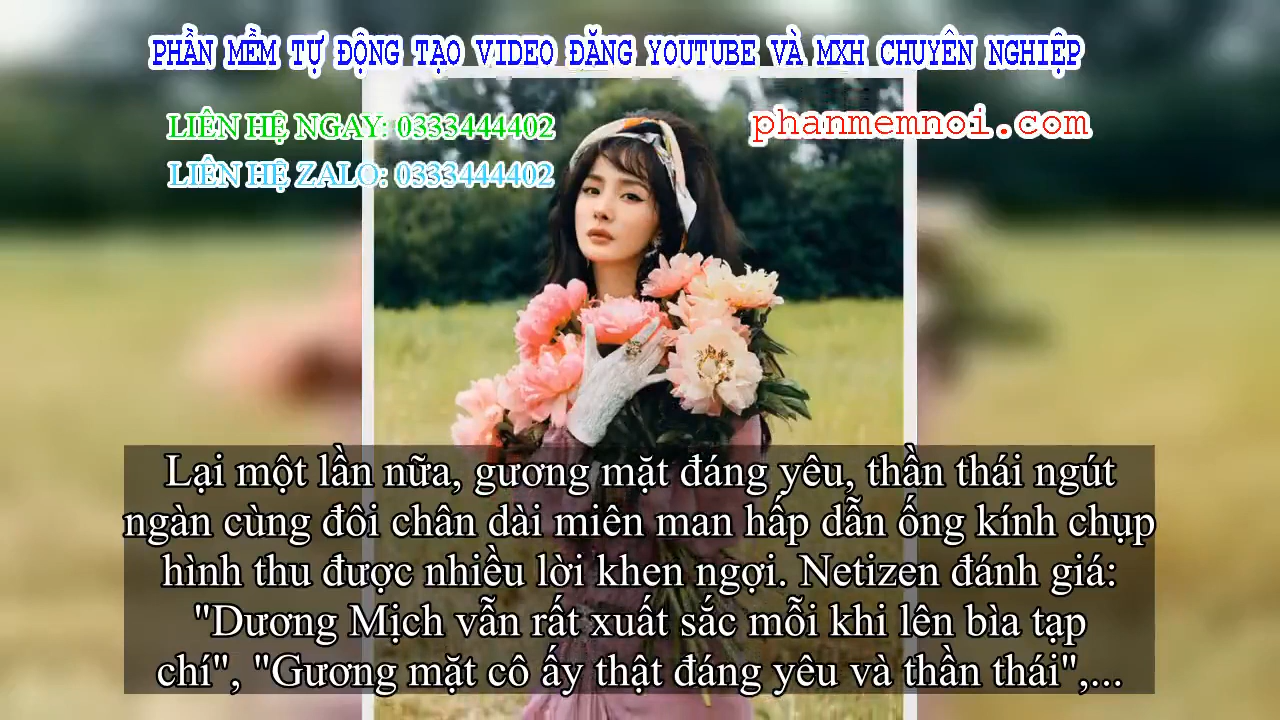 PHẦN MỀM TỰ ĐỘNG TẠO VIDEO ĐĂNG YOUTUBE VÀ MXH CHUYÊN NGHIỆP
LIÊN HỆ NGAY: 0333444402
phanmemnoi.com
LIÊN HỆ ZALO: 0333444402
Lại một lần nữa, gương mặt đáng yêu, thần thái ngút
ngàn cùng đôi chân dài miên man hấp dẫn ống kính chụp
hình thu được nhiều lời khen ngợi. Netizen đánh giá:
"Dương Mịch vẫn rất xuất sắc mỗi khi lên bìa tạp
chí", "Gương mặt cô ấy thật đáng yêu và thần thái",...